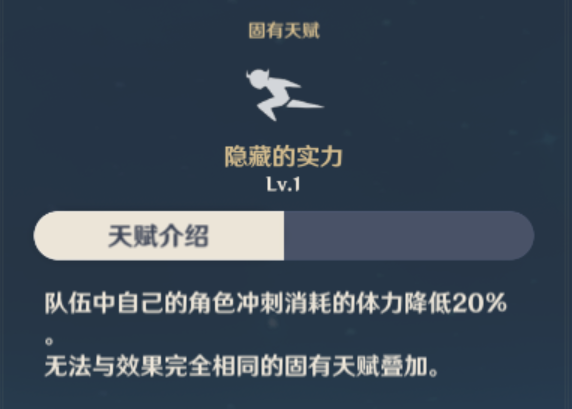 固有天赋
隐藏的实力
Lv.1
天赋介绍
队伍中自己的角色冲刺消耗的体力降低20%
。
无法与效果完全相同的固有天赋叠加。